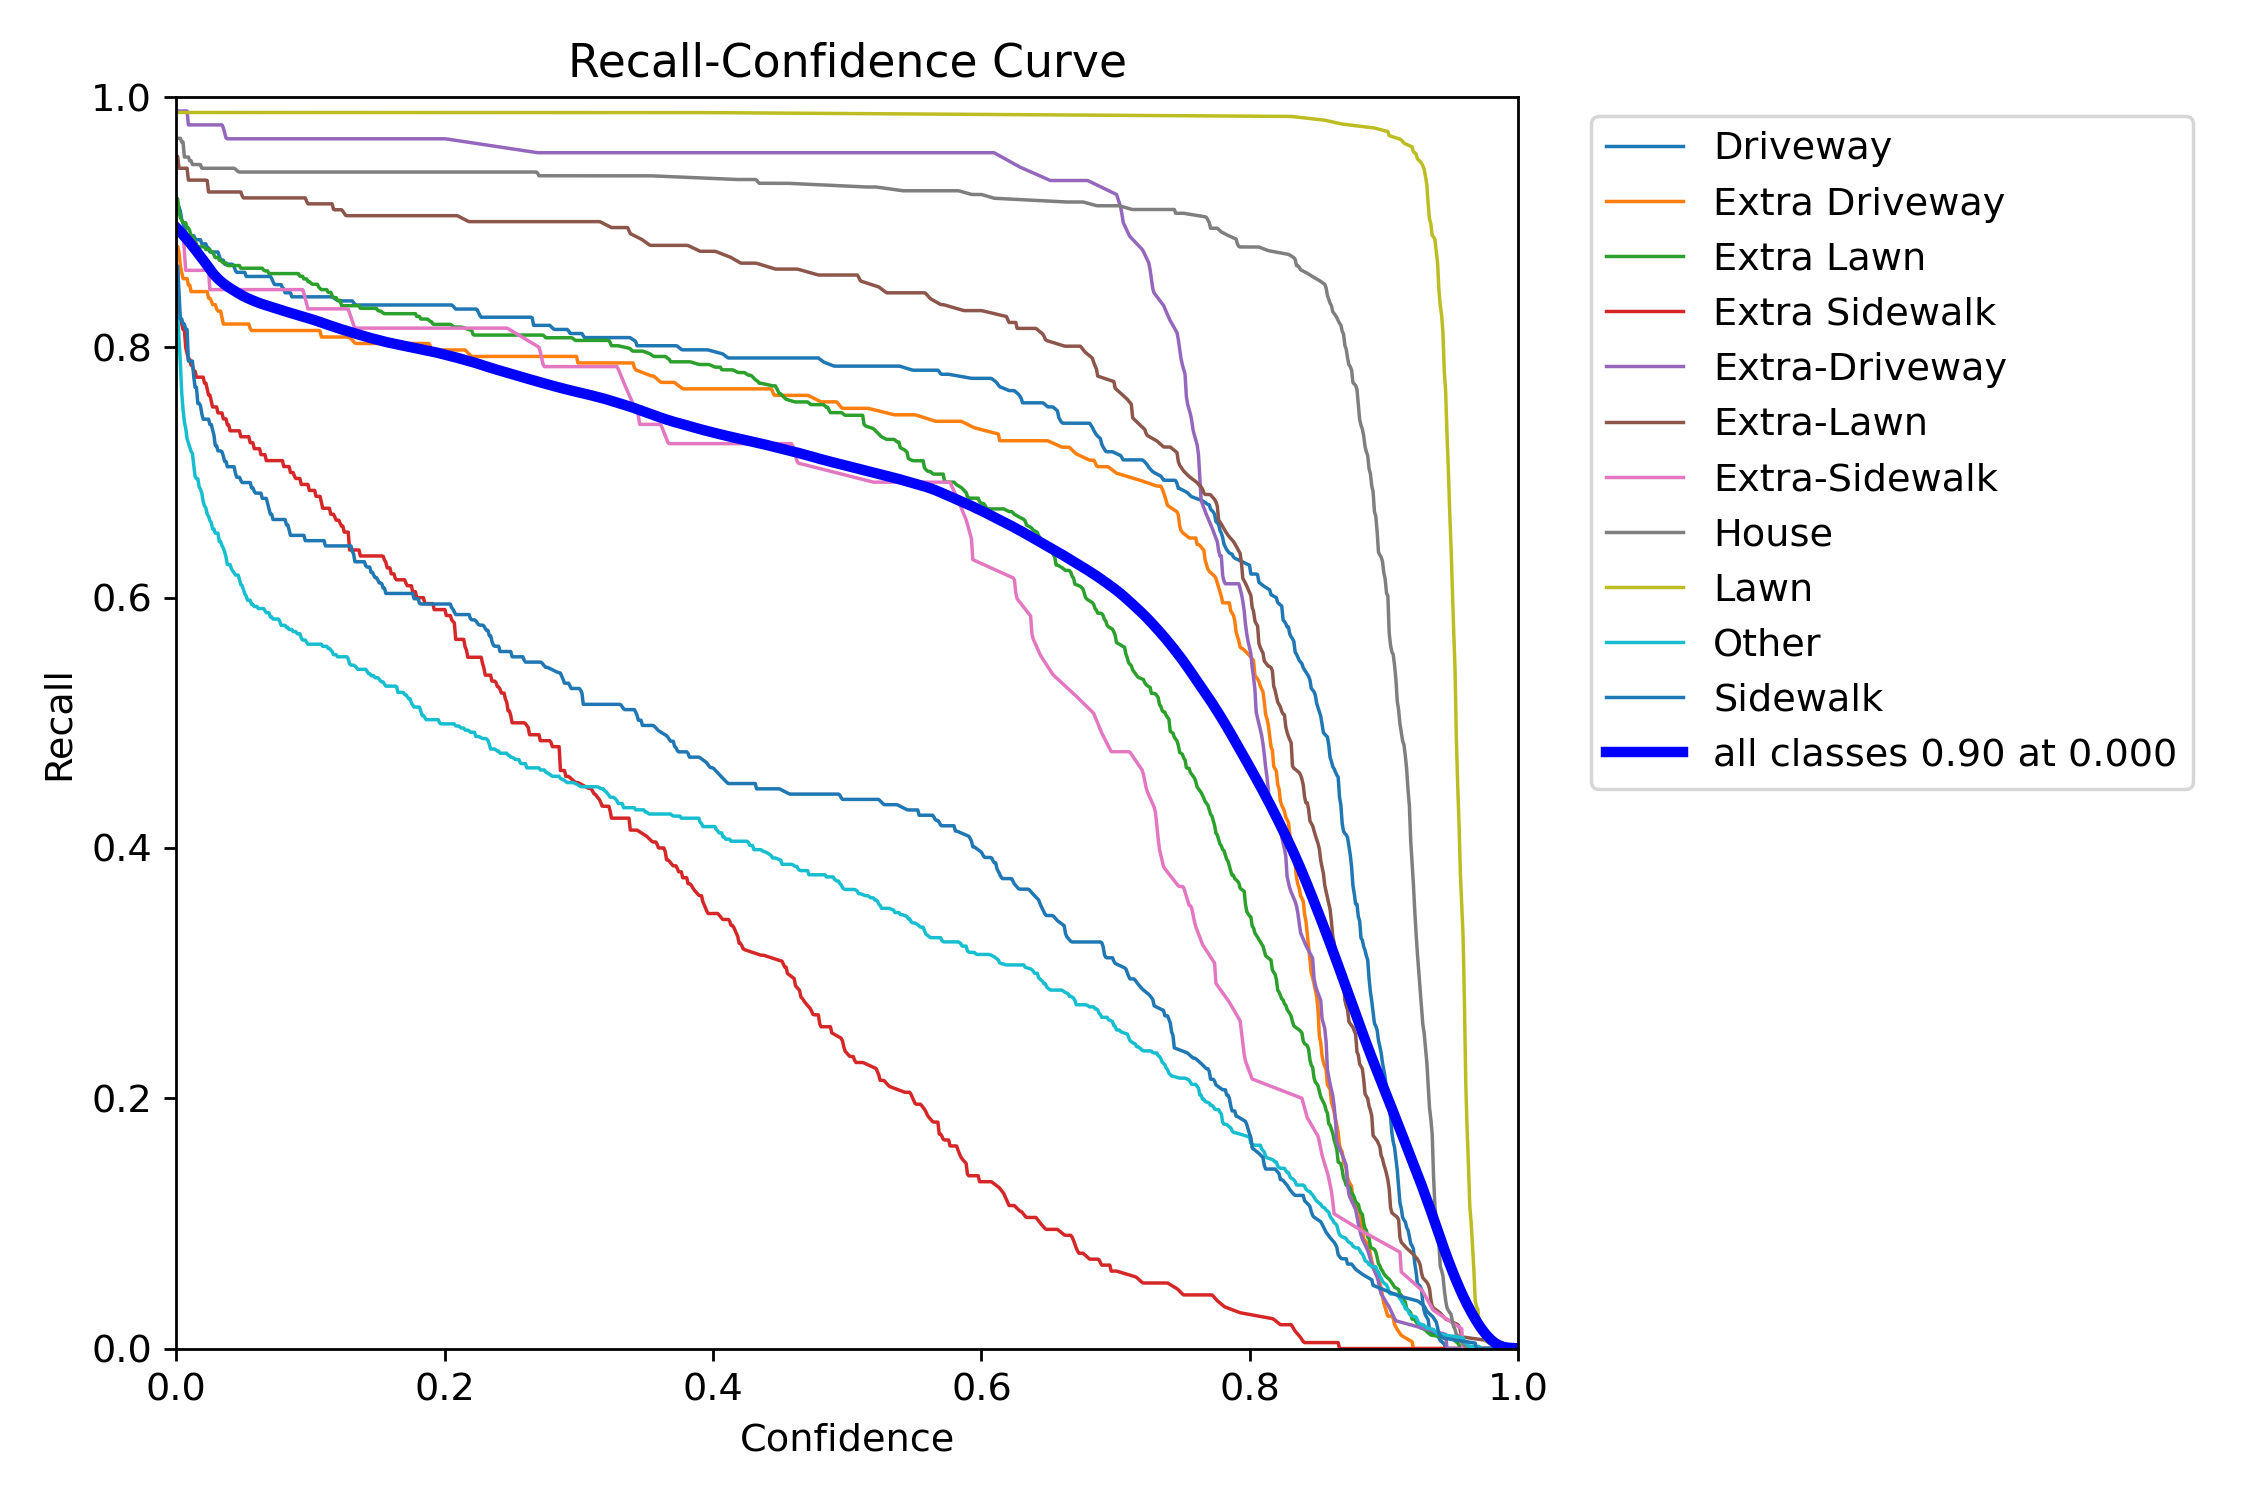 Recall-Confidence Curve
1.0
0.8
0.6
0.4
0.2
0.0
Recall
0.0 0.2 0.4 0.6 0.8 1.0
Confidence
Driveway
Extra Driveway
Extra Lawn
Extra Sidewalk
Extra-Driveway
Extra-Lawn
Extra-Sidewalk
House
Lawn
Other
Sidewalk
all classes 0.90 at 0.000